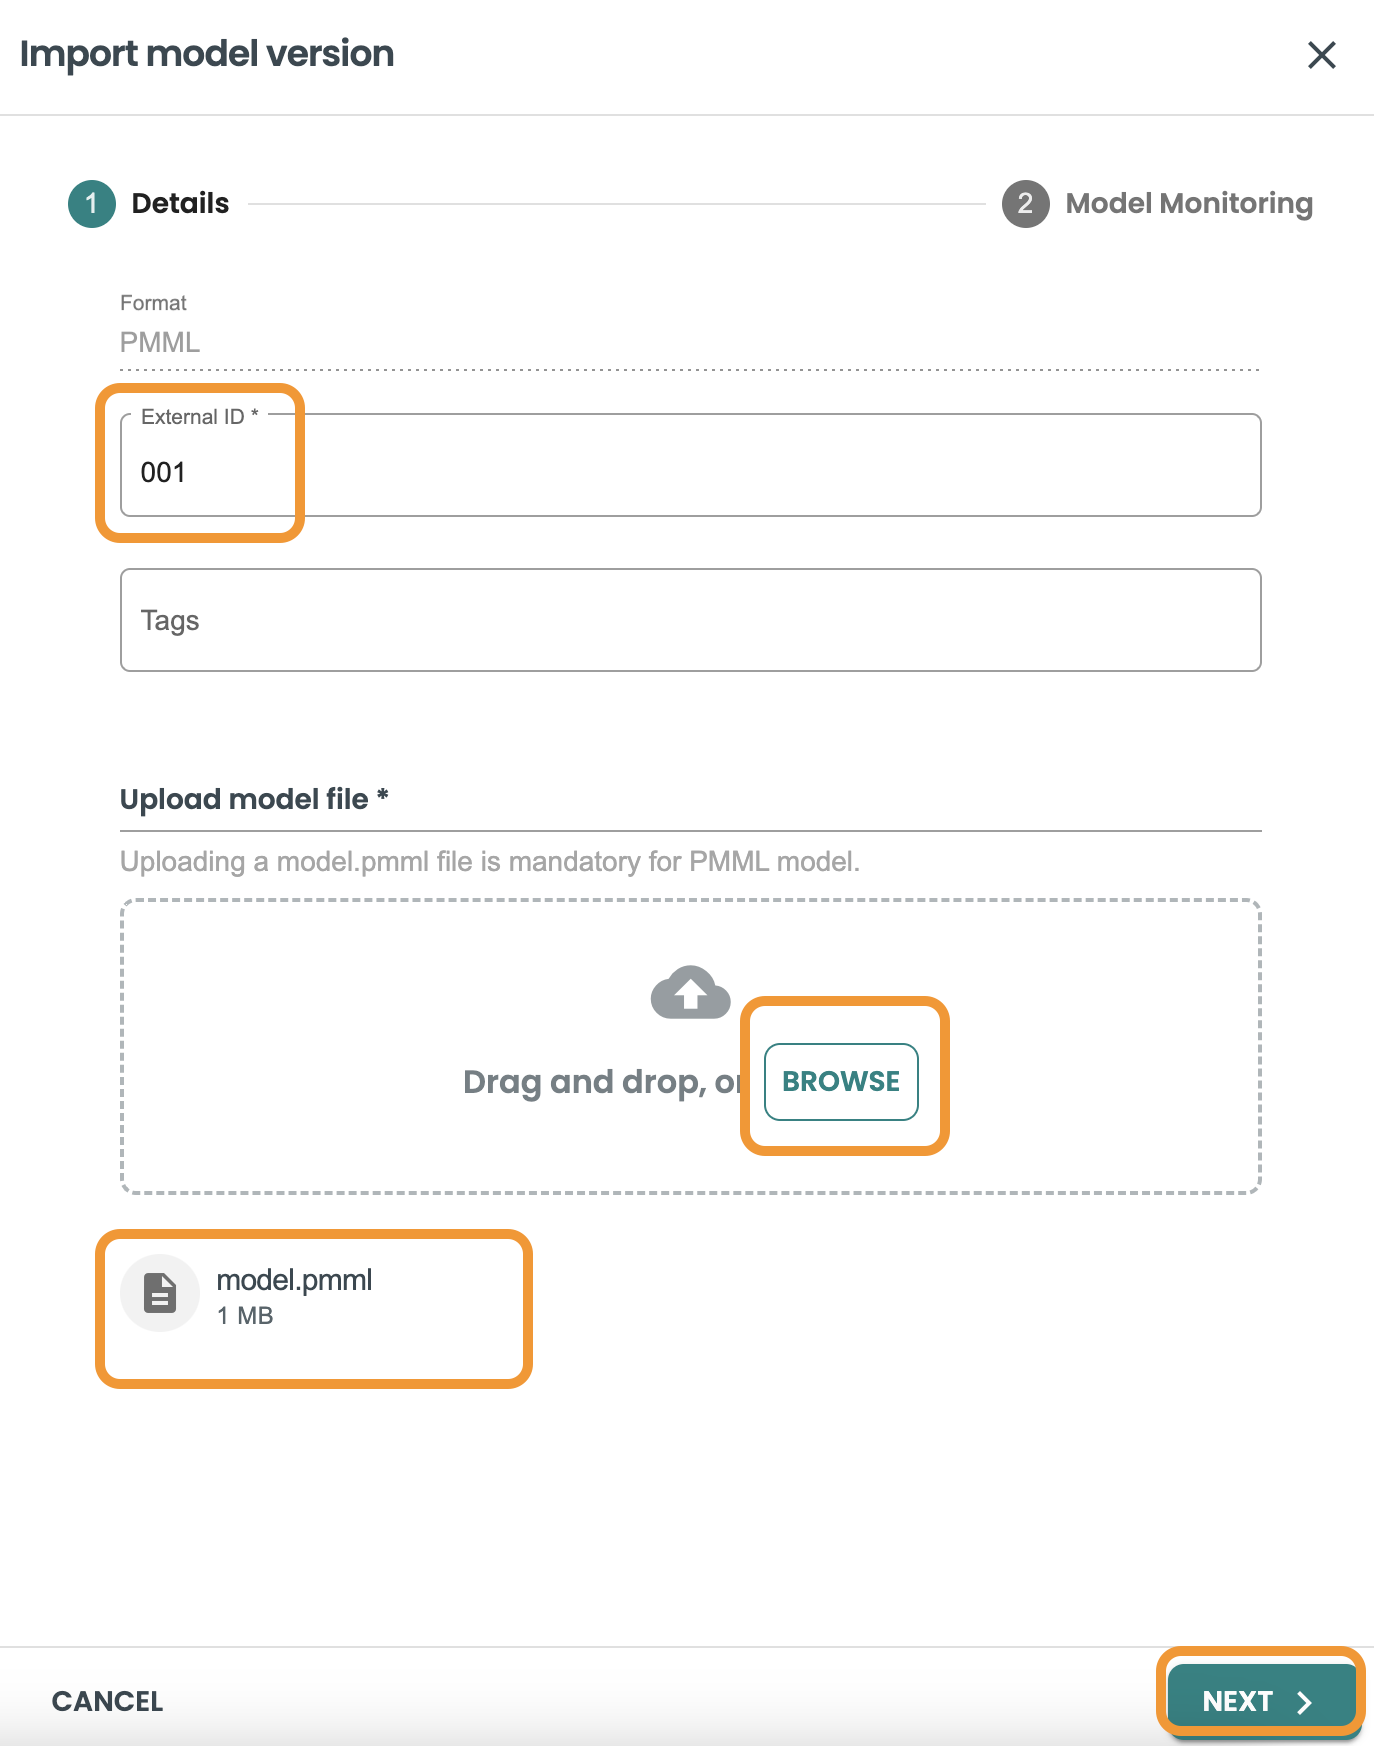 Import model version
1 Details
2 Model Monitoring
Format
PMML
External ID *
001
Tags
Upload model file *
Uploading a model.pmml file is mandatory for PMML model.
Drag and drop, or BROWSE
model.pmml
1 MB
CANCEL
NEXT